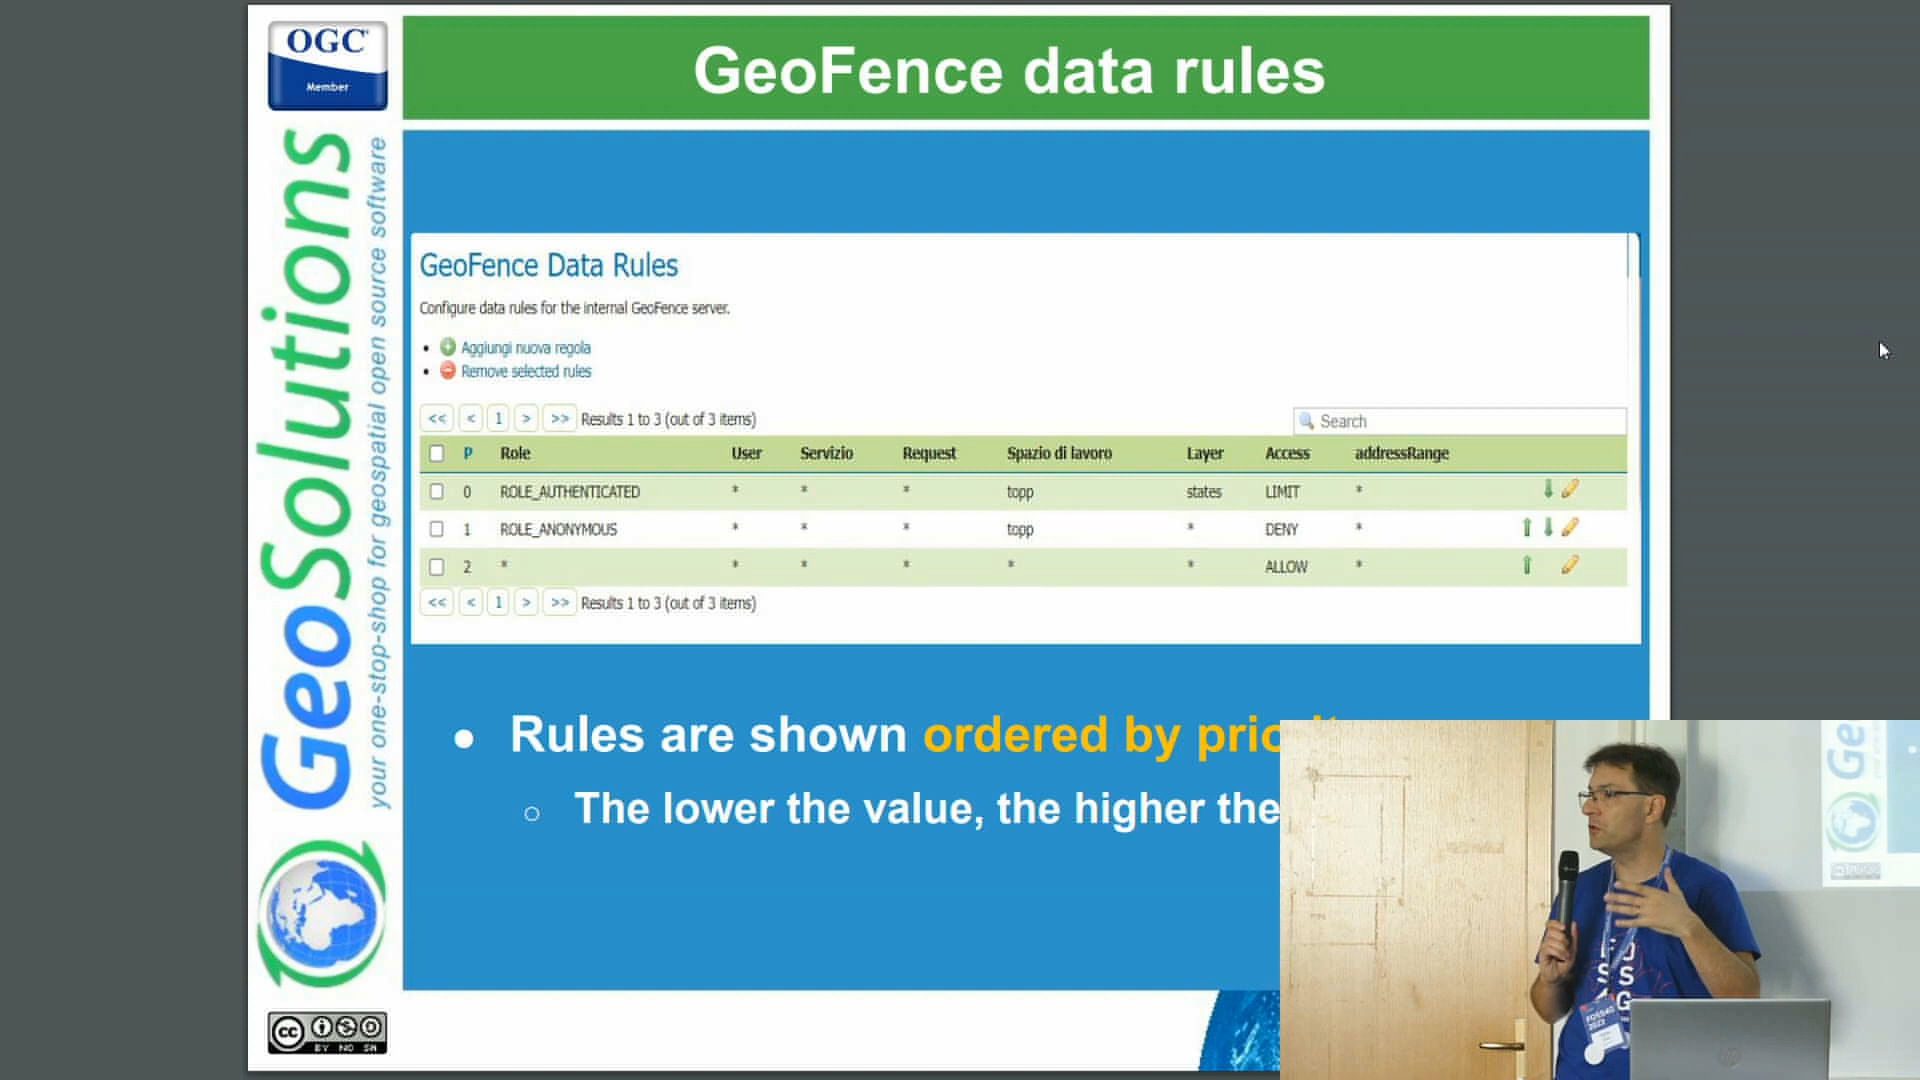 OGC
Member
GeoFence data rules
GeoSolutions
your one-stop-shop for geospatial open source software
GeoFence Data Rules
Configure data rules for the internal GeoFence server.
Aggiungi nuova regola
Remove selected rules
<< < 1 > >> Results 1 to 3 (out of 3 items)
Search
P Role User Servizio Request Spazio di lavoro Layer Access addressRange
0 ROLE_AUTHENTICATED * * * topp states LIMIT *
1 ROLE_ANONYMOUS * * * topp * DENY *
2 * * * * * * ALLOW *
<< < 1 > >> Results 1 to 3 (out of 3 items)
● Rules are shown ordered by
○ The lower the value, the higher the
cc
FOSS4G
2022
Ge